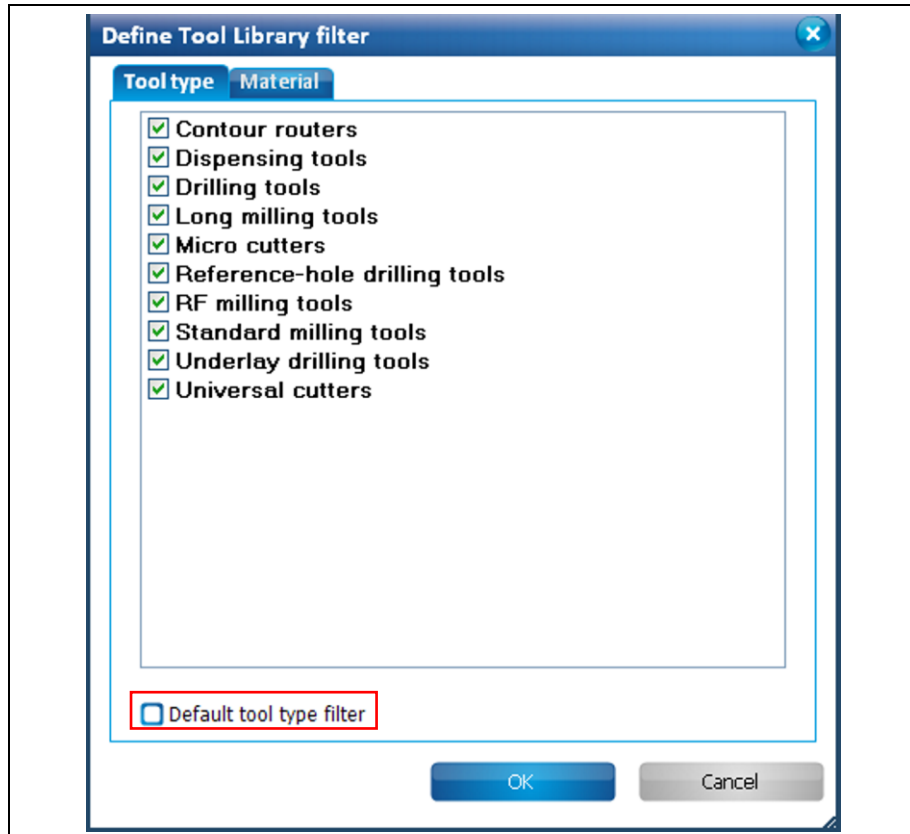 Define Tool Library filter
Tool type Material
Contour routers
Dispensing tools
Drilling tools
Long milling tools
Micro cutters
Reference-hole drilling tools
RF milling tools
Standard milling tools
Underlay drilling tools
Universal cutters
Default tool type filter
OK Cancel